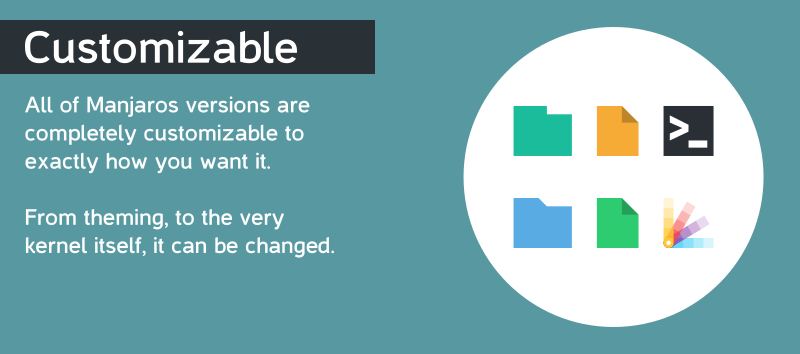 Customizable
All of Manjaros versions are
completely customizable to
exactly how you want it.
From theming, to the very
kernel itself, it can be changed.
>_